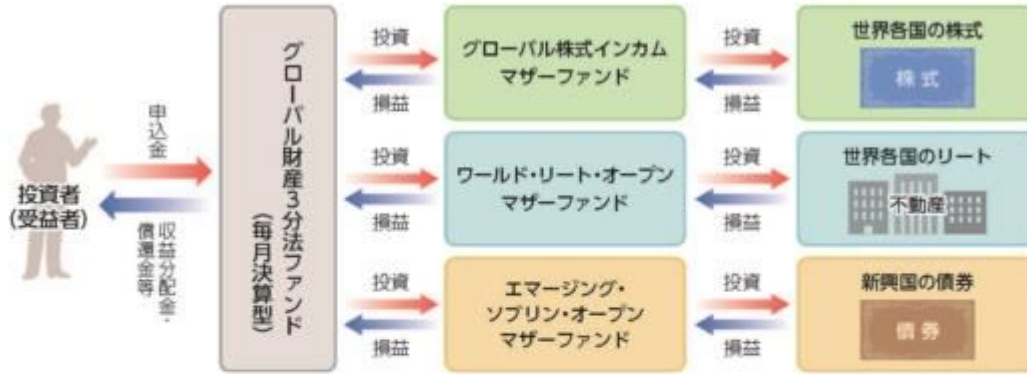 投資者
(受益者)
申込金
収益分配金・
償還金等
グローバル財産3分法ファンド
(毎月決算型)
投資
損益
グローバル株式インカム
マザーファンド
投資
損益
世界各国の株式
株式
投資
損益
ワールド・リート・オープン
マザーファンド
投資
損益
世界各国のリート
不動産
投資
損益
エマージング・
ソブリン・オープン
マザーファンド
投資
損益
新興国の債券
債券